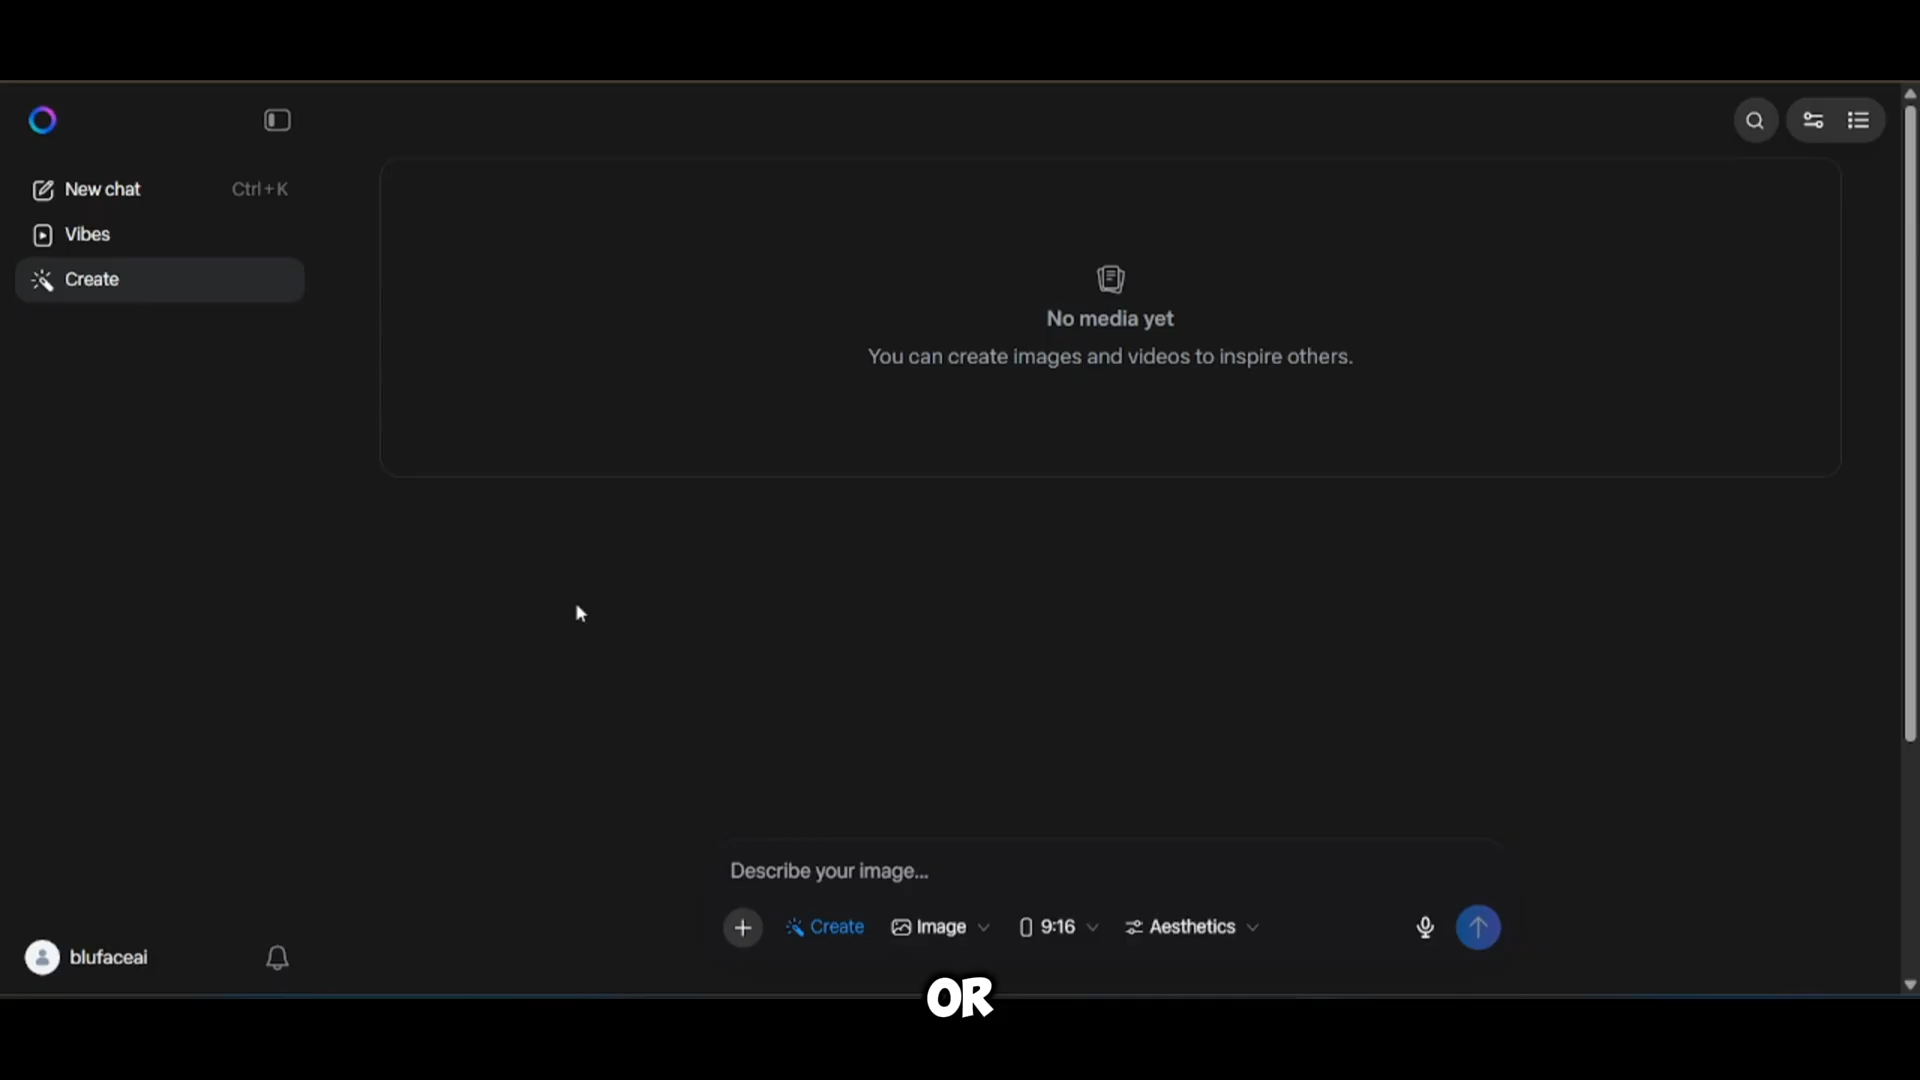 New chat Ctrl+K
Vibes
Create
No media yet
You can create images and videos to inspire others.
Describe your image...
Create Image 9:16 Aesthetics
blufaceai
OR